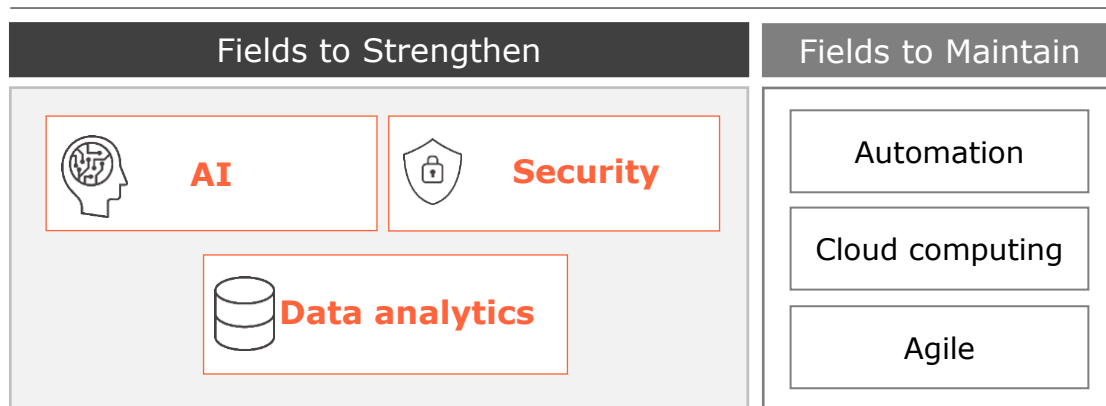 Fields to Strengthen
Fields to Maintain
AI
Security
Data analytics
Automation
Cloud computing
Agile